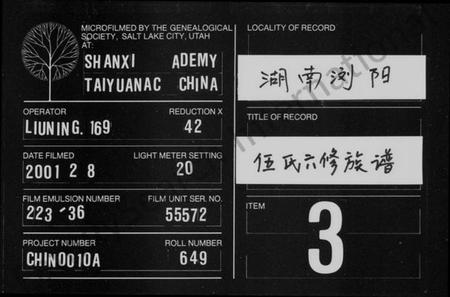 MICROFILMED BY THE GENEALOGICAL
SOCIETY, SALT LAKE CITY, UTAH
AT:
SHANXI ADEMY
TAIYUANAC CHINA
OPERATOR REDUCTION X
LIUNING. 169 42
DATE FILMED LIGHT METER SETTING
2001 2 8 20
FILM EMULSION NUMBER FILM UNIT SER. NO.
223 - 36 55572
PROJECT NUMBER ROLL NUMBER
CHIN0010A 649
LOCALITY OF RECORD
湖南浏阳
TITLE OF RECORD
伍氏六修族谱
ITEM
3